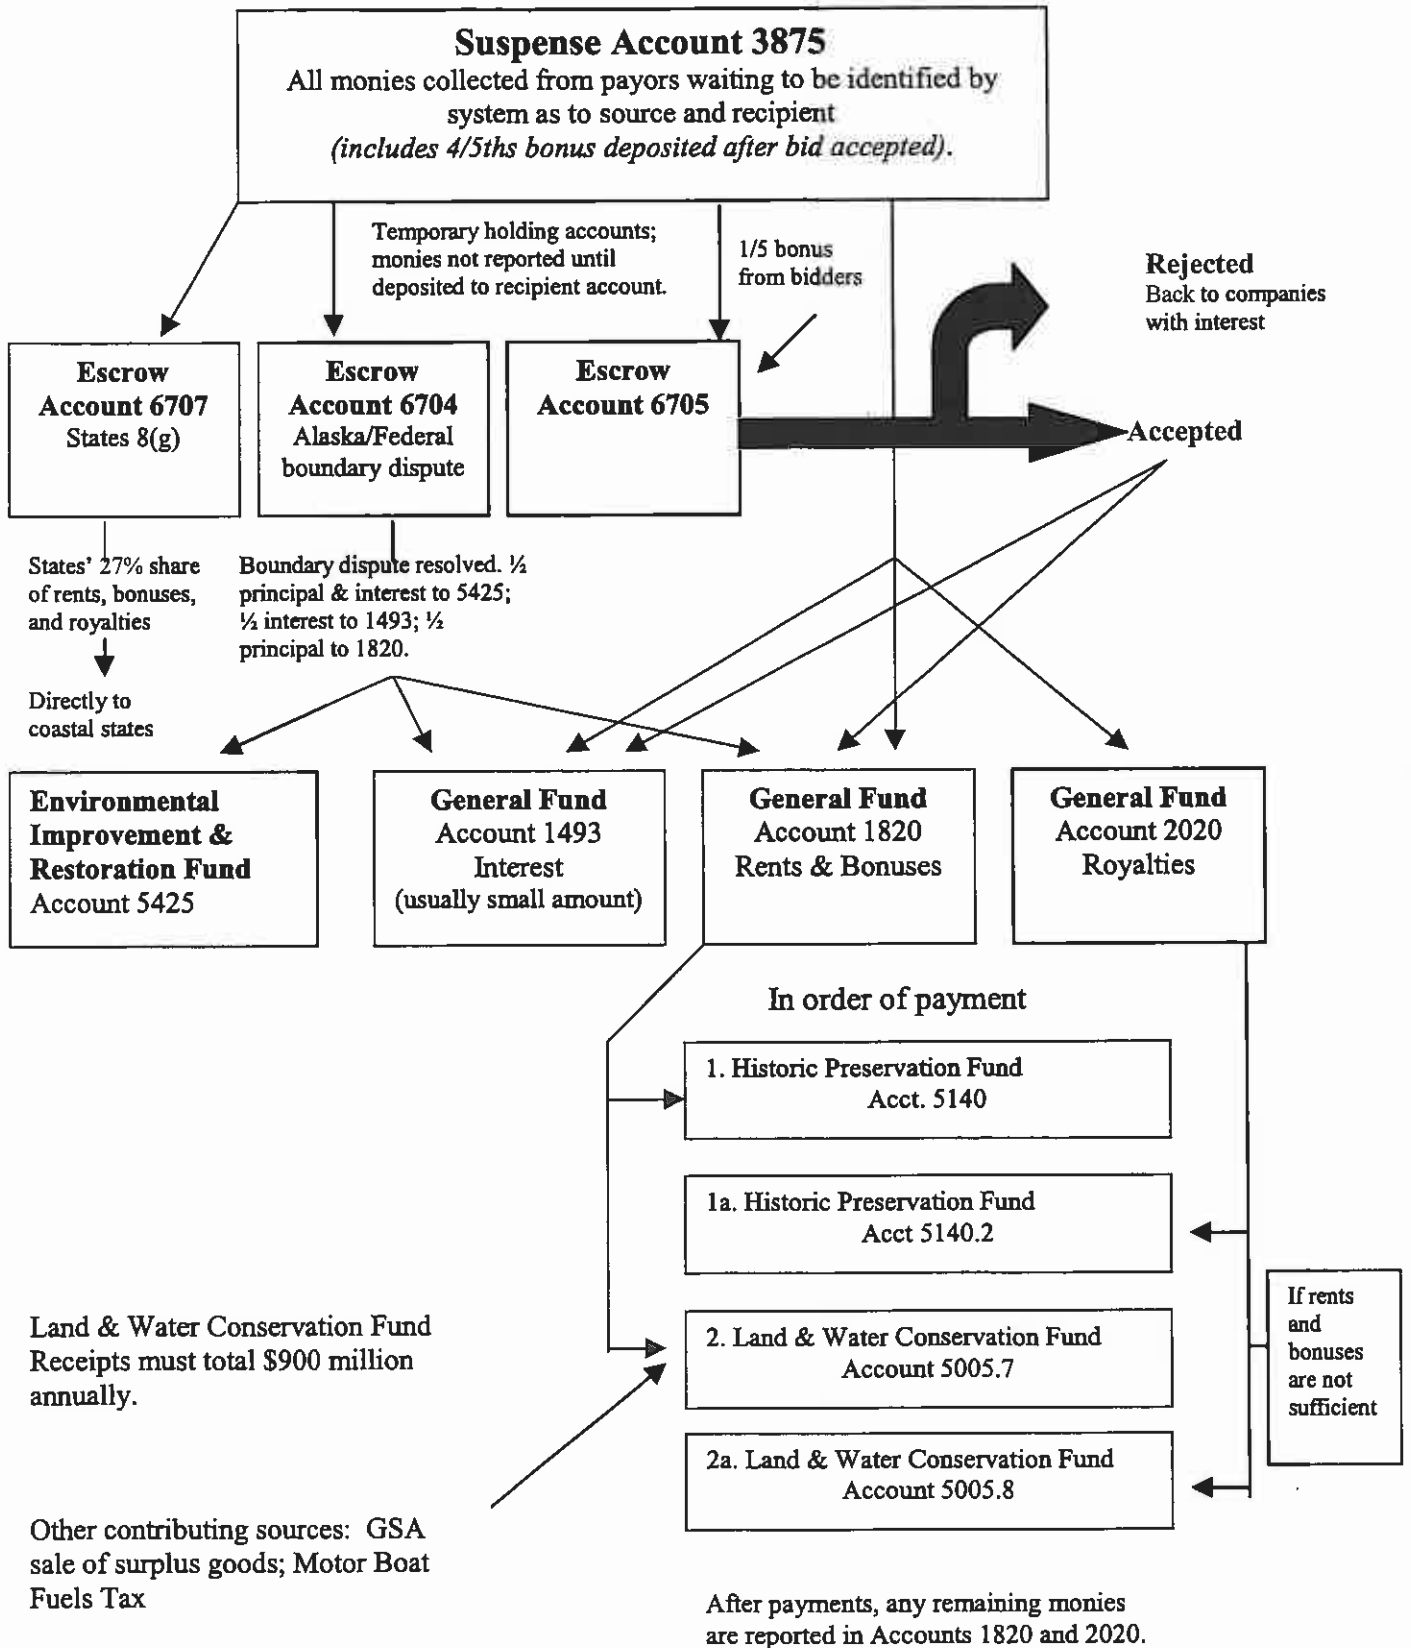 Suspense Account 3875
All monies collected from payors waiting to be identified by
system as to source and recipient
(includes 4/5ths bonus deposited after bid accepted).
Temporary holding accounts;
monies not reported until
deposited to recipient account.
1/5 bonus
from bidders
Rejected
Back to companies
with interest
Escrow
Account 6707
States 8(g)
Escrow
Account 6704
Alaska/Federal
boundary dispute
Escrow
Account 6705
Accepted
States' 27% share
of rents, bonuses,
and royalties
Directly to
coastal states
Boundary dispute resolved. ½
principal & interest to 5425;
½ interest to 1493; ½
principal to 1820.
Environmental
Improvement &
Restoration Fund
Account 5425
General Fund
Account 1493
Interest
(usually small amount)
General Fund
Account 1820
Rents & Bonuses
General Fund
Account 2020
Royalties
In order of payment
1. Historic Preservation Fund
Acct. 5140
1a. Historic Preservation Fund
Acct 5140.2
2. Land & Water Conservation Fund
Account 5005.7
2a. Land & Water Conservation Fund
Account 5005.8
If rents
and
bonuses
are not
sufficient
Land & Water Conservation Fund
Receipts must total $900 million
annually.
Other contributing sources: GSA
sale of surplus goods; Motor Boat
Fuels Tax
After payments, any remaining monies
are reported in Accounts 1820 and 2020.